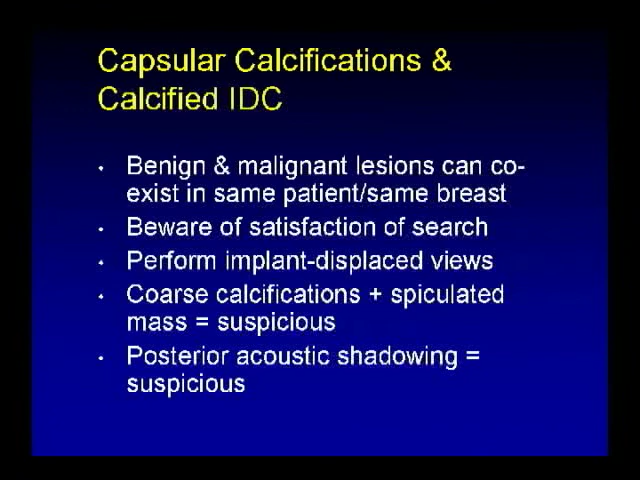 Capsular Calcifications &
Calcified IDC
• Benign & malignant lesions can co-
exist in same patient/same breast
• Beware of satisfaction of search
• Perform implant-displaced views
• Coarse calcifications + spiculated
mass = suspicious
• Posterior acoustic shadowing =
suspicious